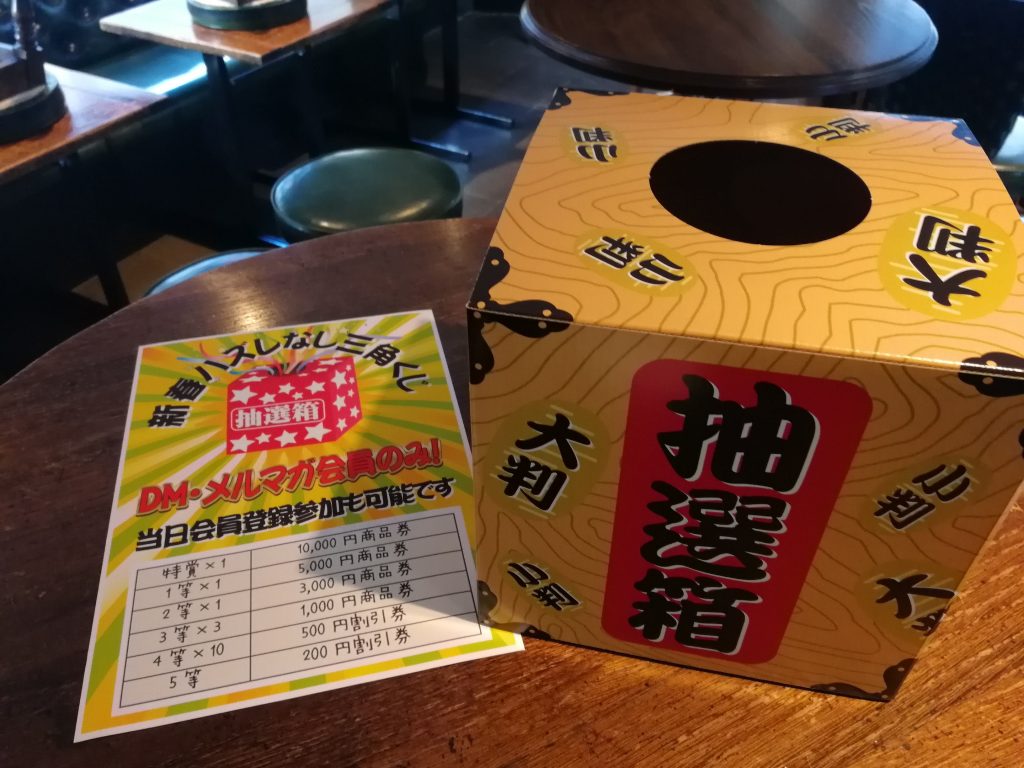 新春ハズレなし三角くじ
抽選箱
DM・メルマガ会員のみ!
当日会員登録参加も可能です
特賞×1 10,000円商品券
1等×1 5,000円商品券
2等×1 3,000円商品券
3等×3 1,000円商品券
4等×10 500円割引券
5等 200円割引券
小判
小判
小判
大判
抽選箱
大判
小判
小判
大判